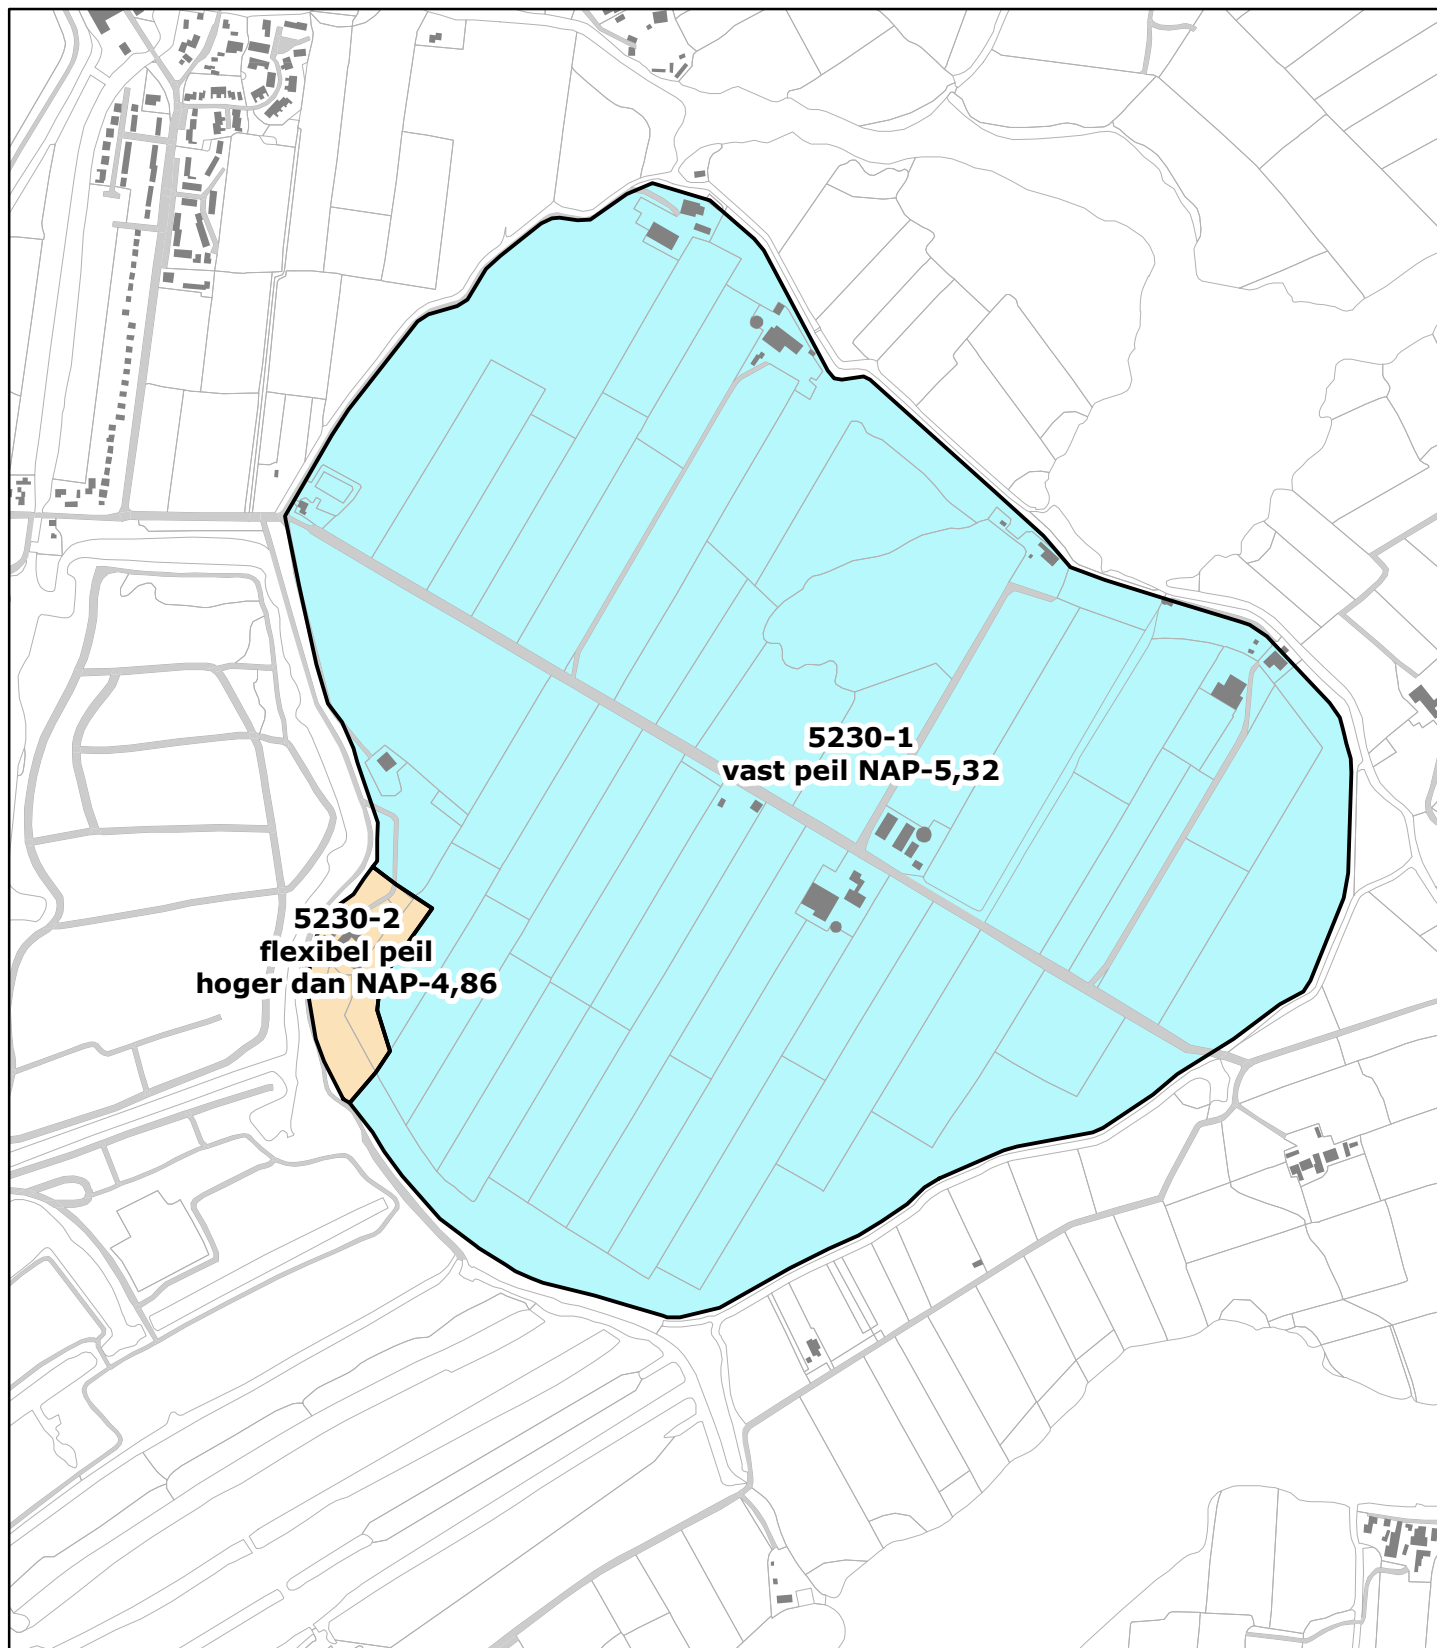 5230-1
vast peil NAP-5,32
5230-2
flexibel peil
hoger dan NAP-4,86